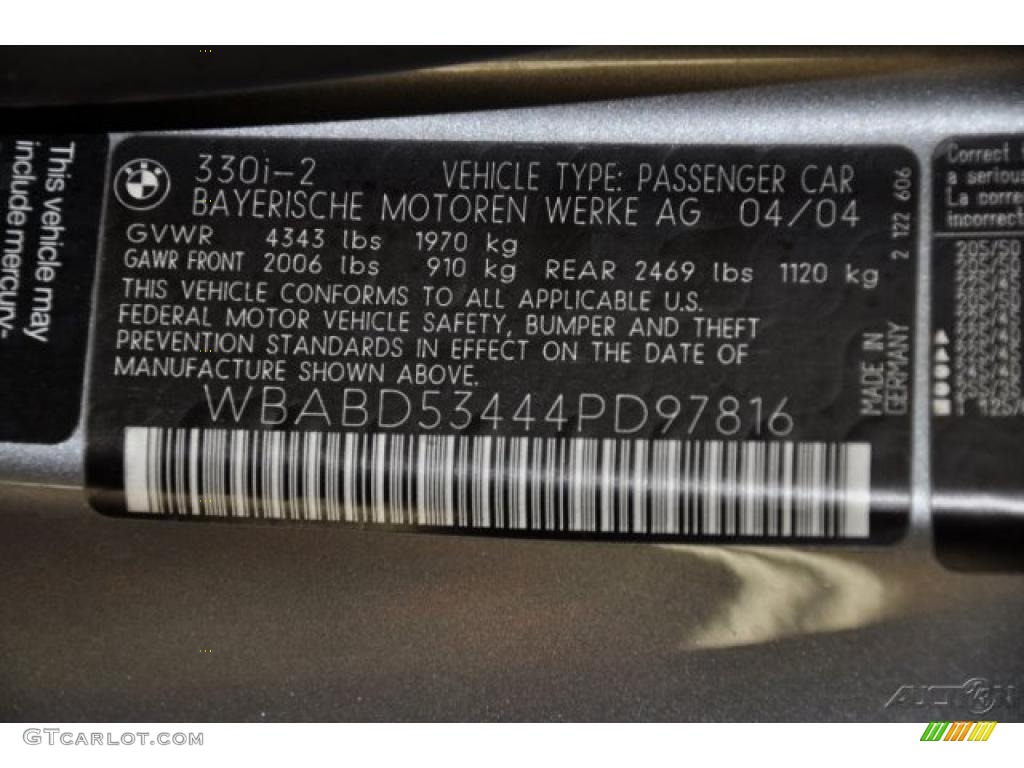 This vehicle may
include mercury-
330i-2 VEHICLE TYPE: PASSENGER CAR
BAYERISCHE MOTOREN WERKE AG 04/04
GVWR 4343 lbs 1970 kg
GAWR FRONT 2006 lbs 910 kg REAR 2469 lbs 1120 kg
THIS VEHICLE CONFORMS TO ALL APPLICABLE U.S.
FEDERAL MOTOR VEHICLE SAFETY, BUMPER AND THEFT
PREVENTION STANDARDS IN EFFECT ON THE DATE OF
MANUFACTURE SHOWN ABOVE.
WBABD53444PD97816
2 122 606
MADE IN
GERMANY
Correct
a serious
La corre
incorrect
205/50
GTCARLOT.COM